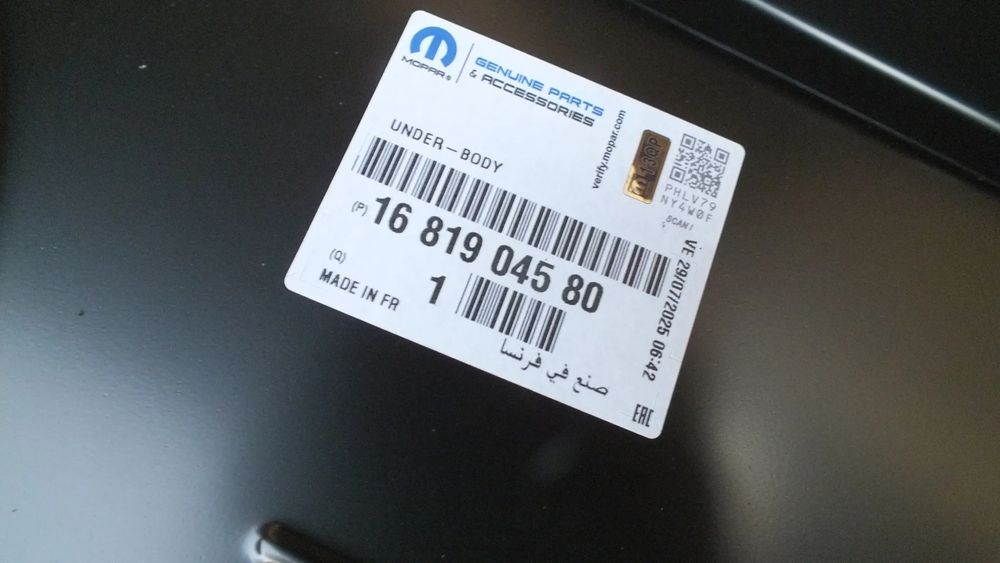 MOPAR®
GENUINE PARTS
& ACCESSORIES
verify.mopar.com
m 13QP
PHLV79
NY4W0F
SCAN!
UNDER-BODY
(P) 16 819 045 80
(Q) 1
MADE IN FR
صنع في فرنسا
VE 29/07/2025 06:42
EAC